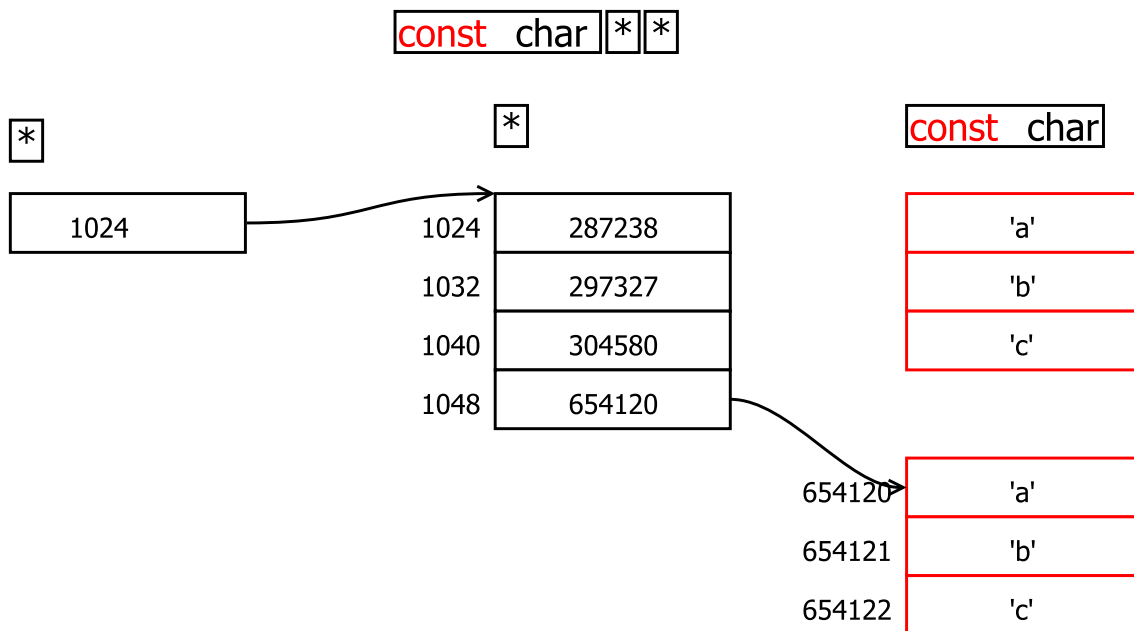 const char * *
*
*
const char
1024
1024 287238 'a'
1032 297327 'b'
1040 304580 'c'
1048 654120
654120 'a'
654121 'b'
654122 'c'